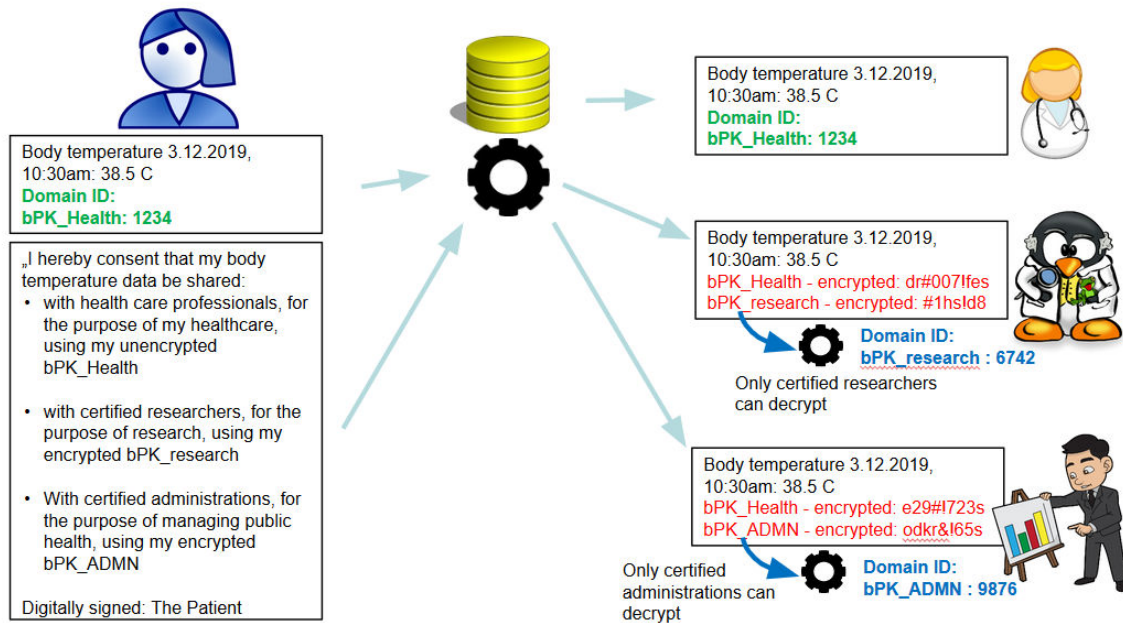 Body temperature 3.12.2019,
10:30am: 38.5 C
Domain ID:
bPK_Health: 1234
„I hereby consent that my body
temperature data be shared:
• with health care professionals, for
the purpose of my healthcare,
using my unencrypted
bPK_Health
• with certified researchers, for the
purpose of research, using my
encrypted bPK_research
• With certified administrations, for
the purpose of managing public
health, using my encrypted
bPK_ADMN
Digitally signed: The Patient
Body temperature 3.12.2019,
10:30am: 38.5 C
Domain ID:
bPK_Health: 1234
Body temperature 3.12.2019,
10:30am: 38.5 C
bPK_Health - encrypted: dr#007!fes
bPK_research - encrypted: #1hs!d8
Domain ID:
bPK_research : 6742
Only certified researchers
can decrypt
Body temperature 3.12.2019,
10:30am: 38.5 C
bPK_Health - encrypted: e29#!723s
bPK_ADMN - encrypted: odkr&!65s
Domain ID:
bPK_ADMN : 9876
Only certified
administrations can
decrypt